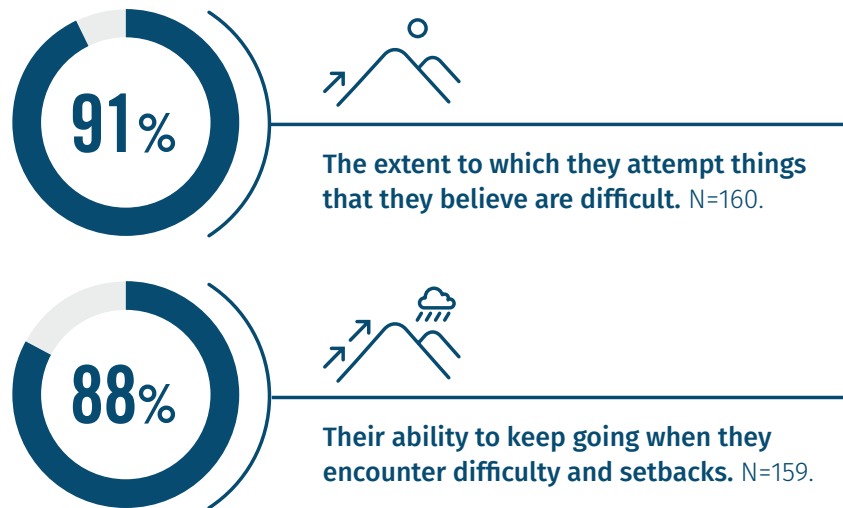 91%
The extent to which they attempt things
that they believe are difficult. N=160.
88%
Their ability to keep going when they
encounter difficulty and setbacks. N=159.